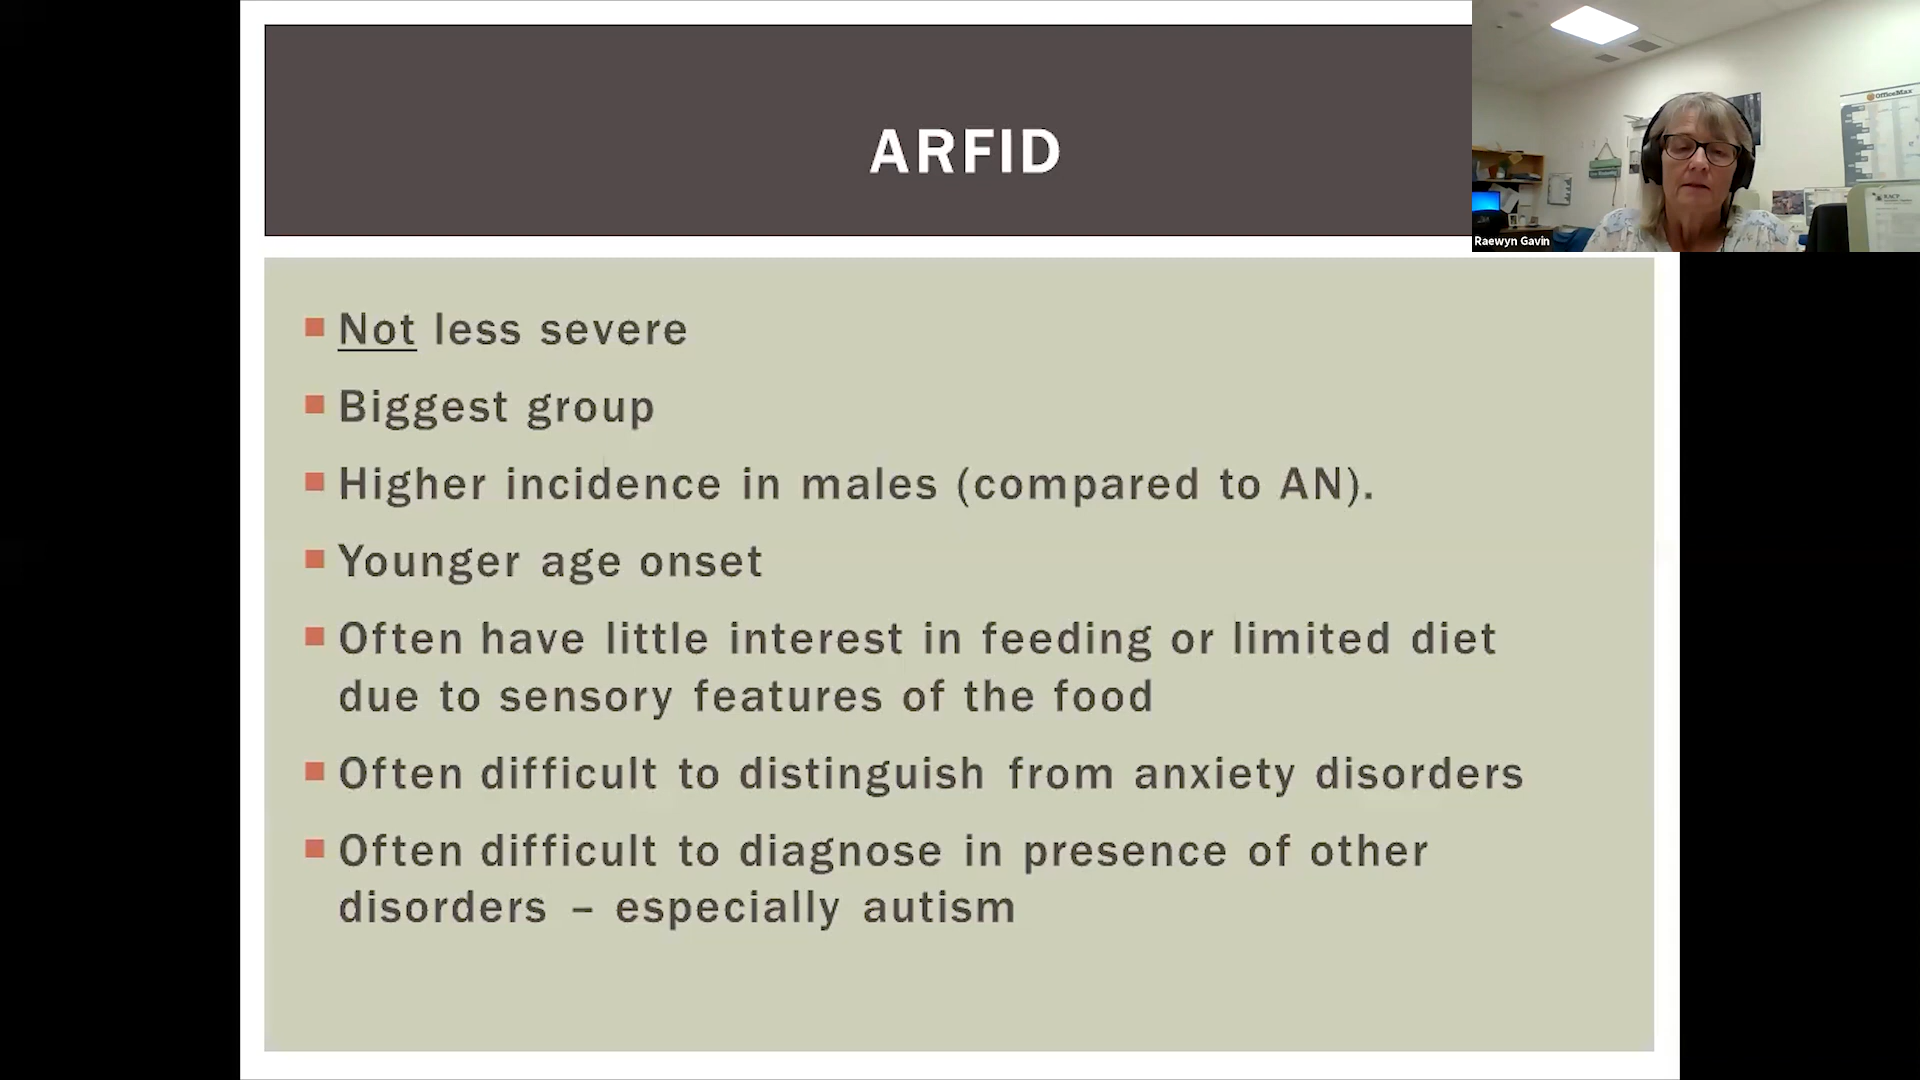 ARFID
OfficeMax
RACP
Raewyn Gavin
Not less severe
Biggest group
Higher incidence in males (compared to AN).
Younger age onset
Often have little interest in feeding or limited diet
due to sensory features of the food
Often difficult to distinguish from anxiety disorders
Often difficult to diagnose in presence of other
disorders – especially autism